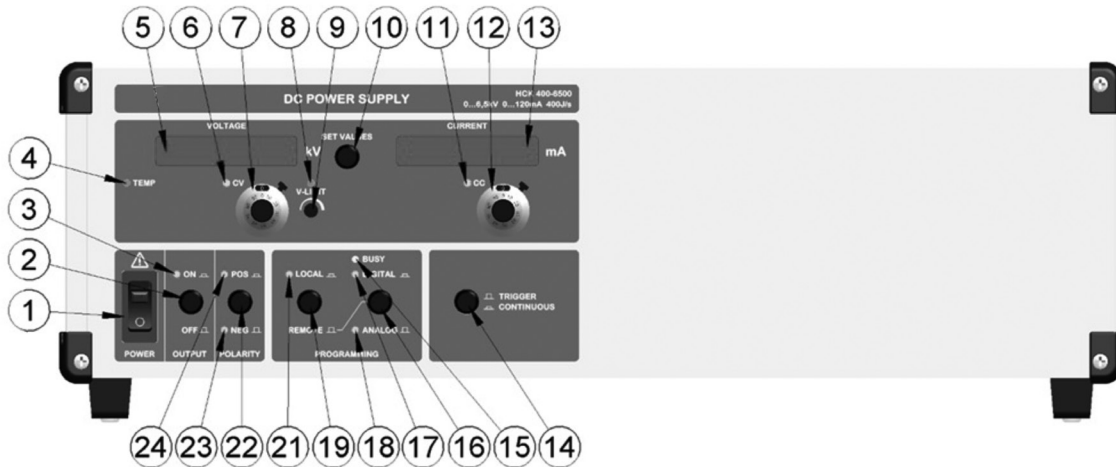 5 6 7 8 9 10 11 12 13
DC POWER SUPPLY
HCK 400-6500
0...6,5kV 0...120mA 400J/s
VOLTAGE
CURRENT
SET VALUES
kV
mA
4
TEMP
CV
V-LIMIT
CC
3
2
1
ON
OFF
POWER
OUTPUT
POS
NEG
POLARITY
BUSY
LOCAL
DIGITAL
REMOTE
ANALOG
PROGRAMMING
TRIGGER
CONTINUOUS
24 23 22 21 19 18 17 16 15 14